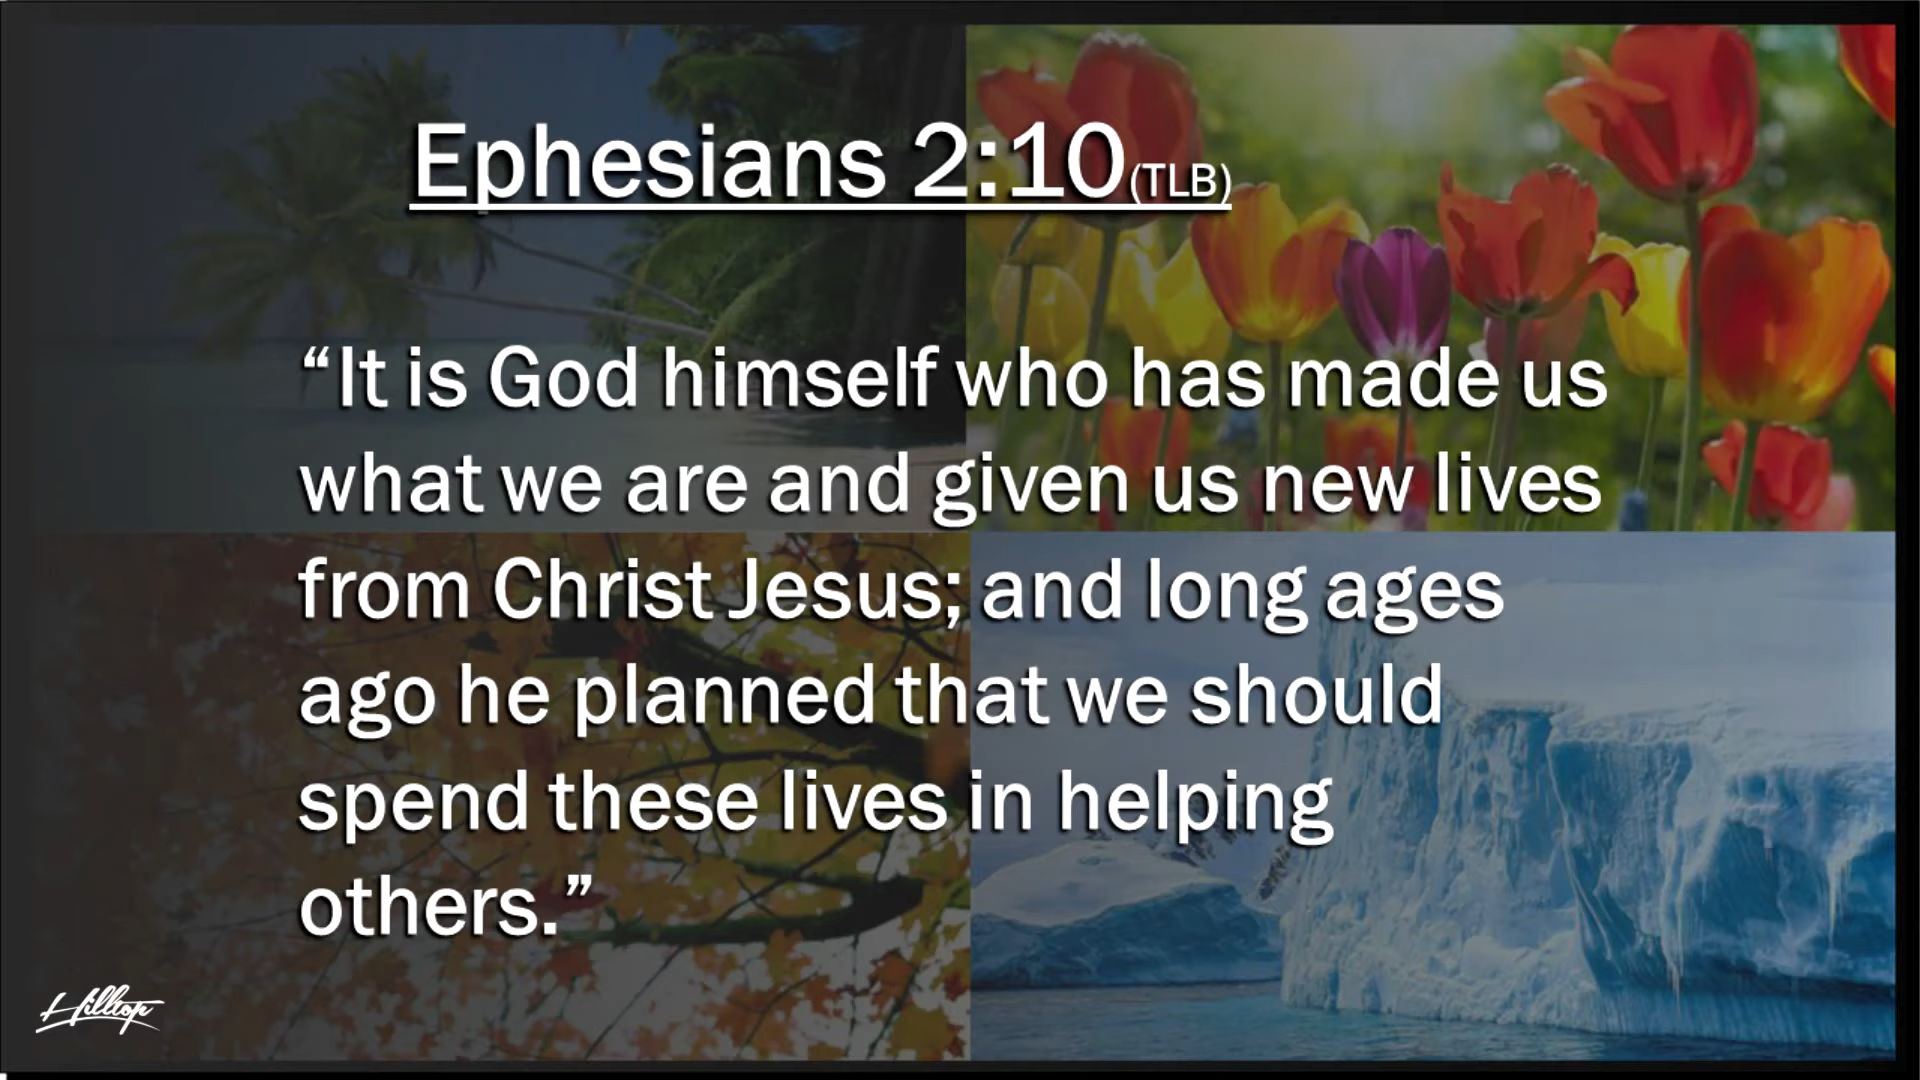 Ephesians 2:10(TLB)
“It is God himself who has made us
what we are and given us new lives
from Christ Jesus; and long ages
ago he planned that we should
spend these lives in helping
others.”
Hilltop